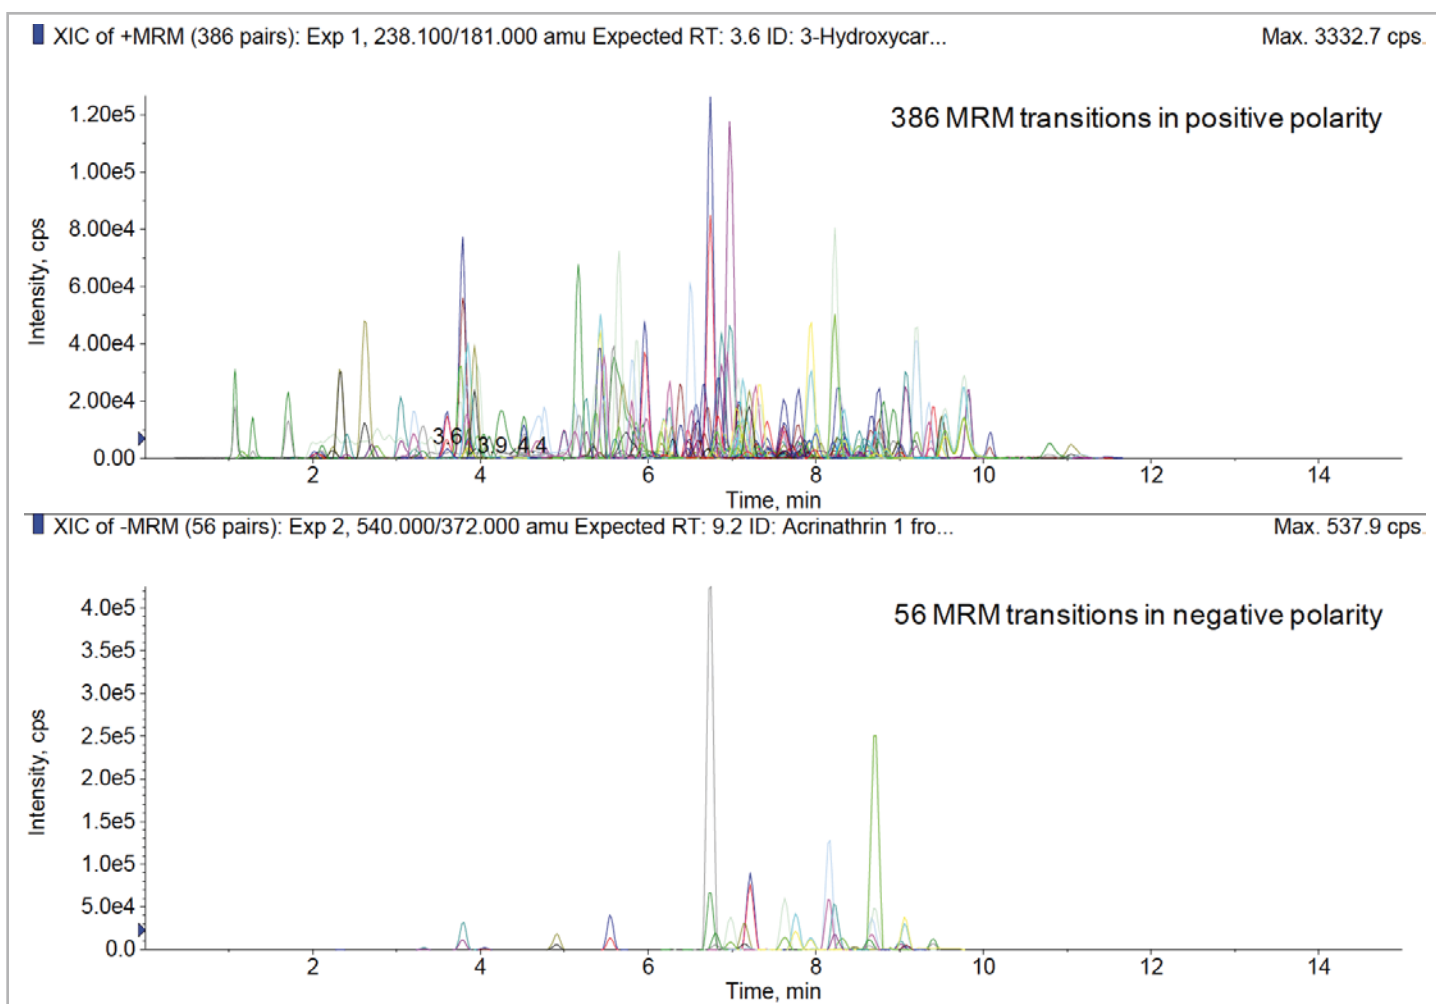 XIC of +MRM (386 pairs): Exp 1, 238.100/181.000 amu Expected RT: 3.6 ID: 3-Hydroxycar... Max. 3332.7 cps.
386 MRM transitions in positive polarity
1.20e5
1.00e5
8.00e4
6.00e4
4.00e4
2.00e4
0.00
Intensity, cps
3.6
3.9
4.4
2 4 6 8 10 12 14
Time, min
XIC of -MRM (56 pairs): Exp 2, 540.000/372.000 amu Expected RT: 9.2 ID: Acrinathrin 1 fro... Max. 537.9 cps.
56 MRM transitions in negative polarity
4.0e5
3.5e5
3.0e5
2.5e5
2.0e5
1.5e5
1.0e5
5.0e4
0.0
Intensity, cps
2 4 6 8 10 12 14
Time, min